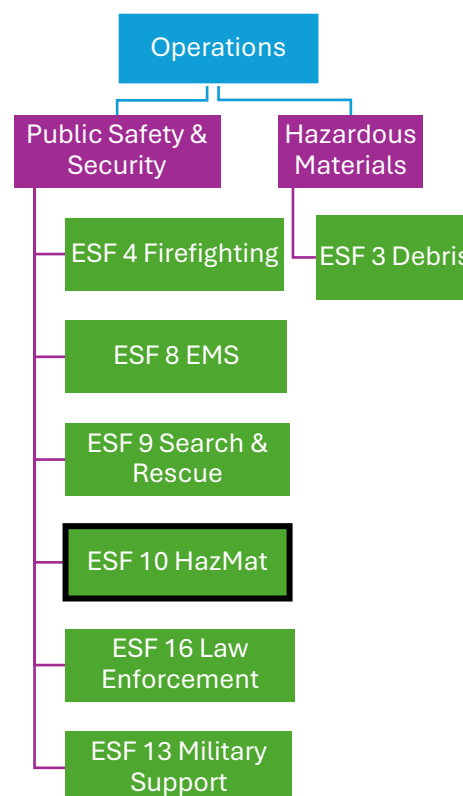 Operations
Public Safety &
Security
Hazardous
Materials
ESF 4 Firefighting
ESF 3 Debris
ESF 8 EMS
ESF 9 Search &
Rescue
ESF 10 HazMat
ESF 16 Law
Enforcement
ESF 13 Military
Support